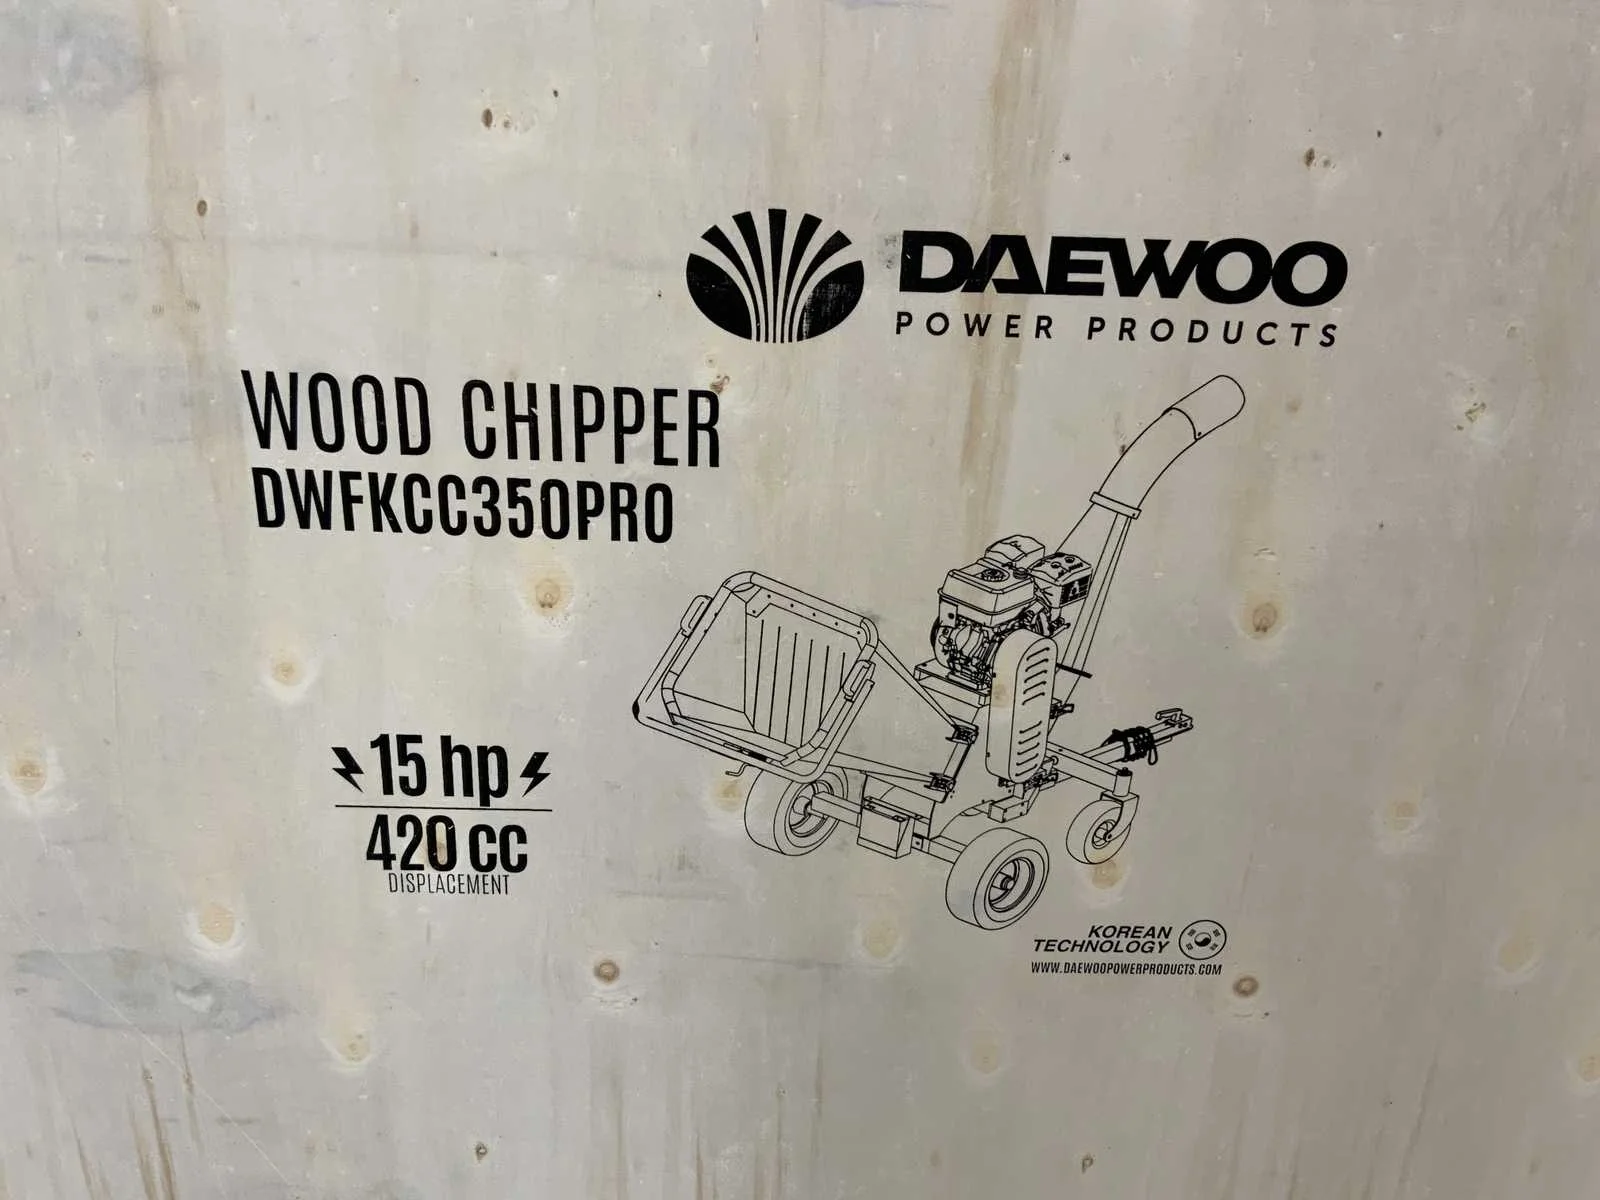 DAEWOO
POWER PRODUCTS
WOOD CHIPPER
DWFKCC350PRO
15 hp
420 cc
DISPLACEMENT
KOREAN
TECHNOLOGY
WWW.DAEWOOPOWERPRODUCTS.COM